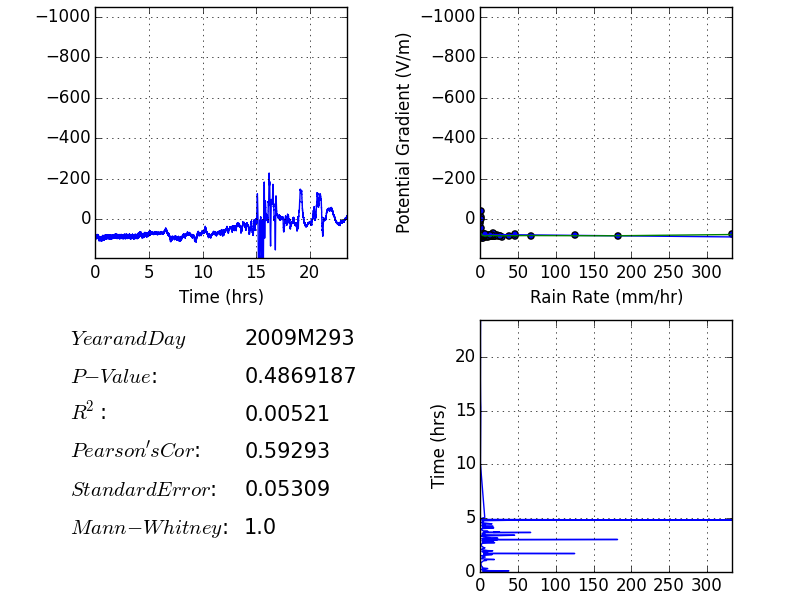 −1000
−800
−600
−400
−200
0
0 5 10 15 20
Time (hrs)
Potential Gradient (V/m)
−1000
−800
−600
−400
−200
0
0 50 100 150 200 250 300
Rain Rate (mm/hr)
YearandDay 2009M293
P−Value: 0.4869187
R²: 0.00521
Pearson′sCor: 0.59293
StandardError: 0.05309
Mann−Whitney: 1.0
Time (hrs)
20
15
10
5
0
0 50 100 150 200 250 300